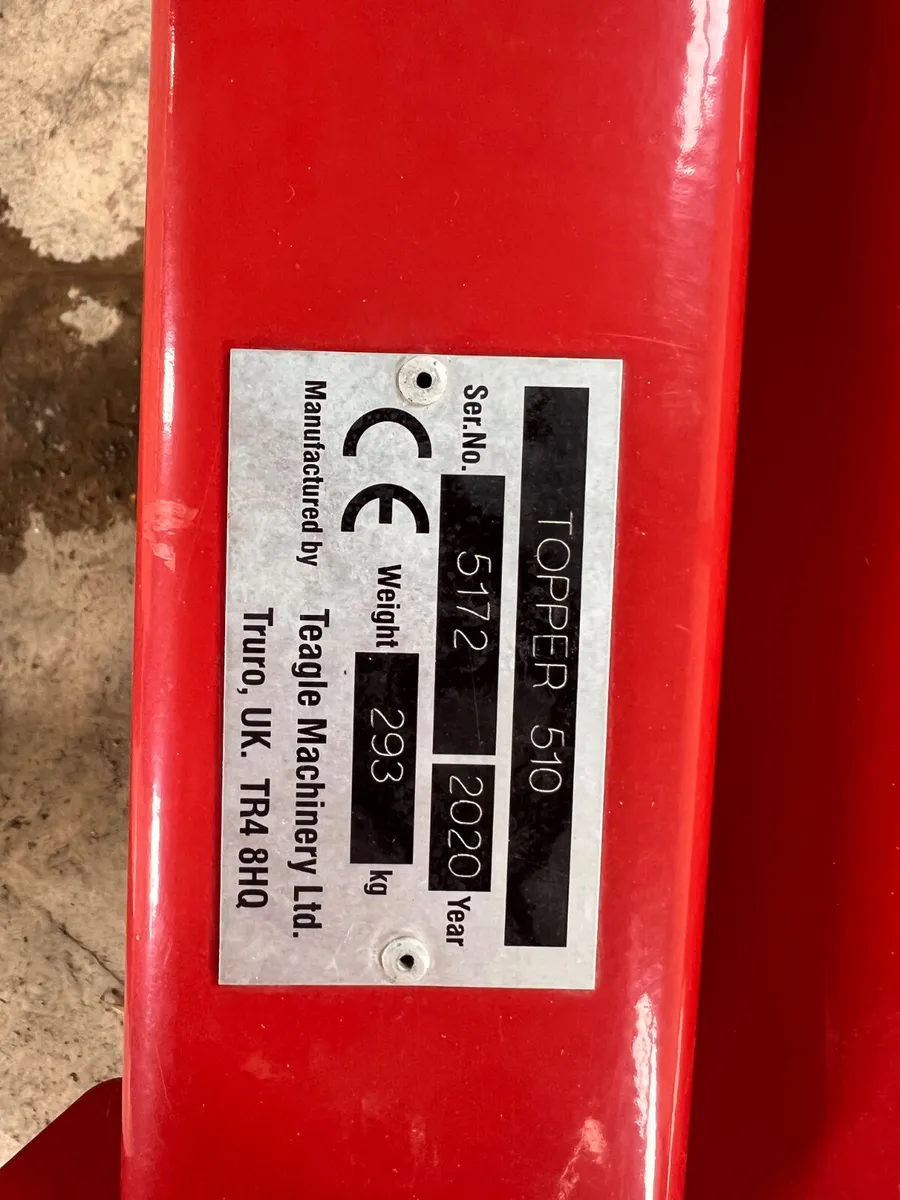 TOPPER 510
Ser.No. 5172 2020 Year
CE Weight 293 kg
Manufactured by Teagle Machinery Ltd.
Truro, UK. TR4 8HQ